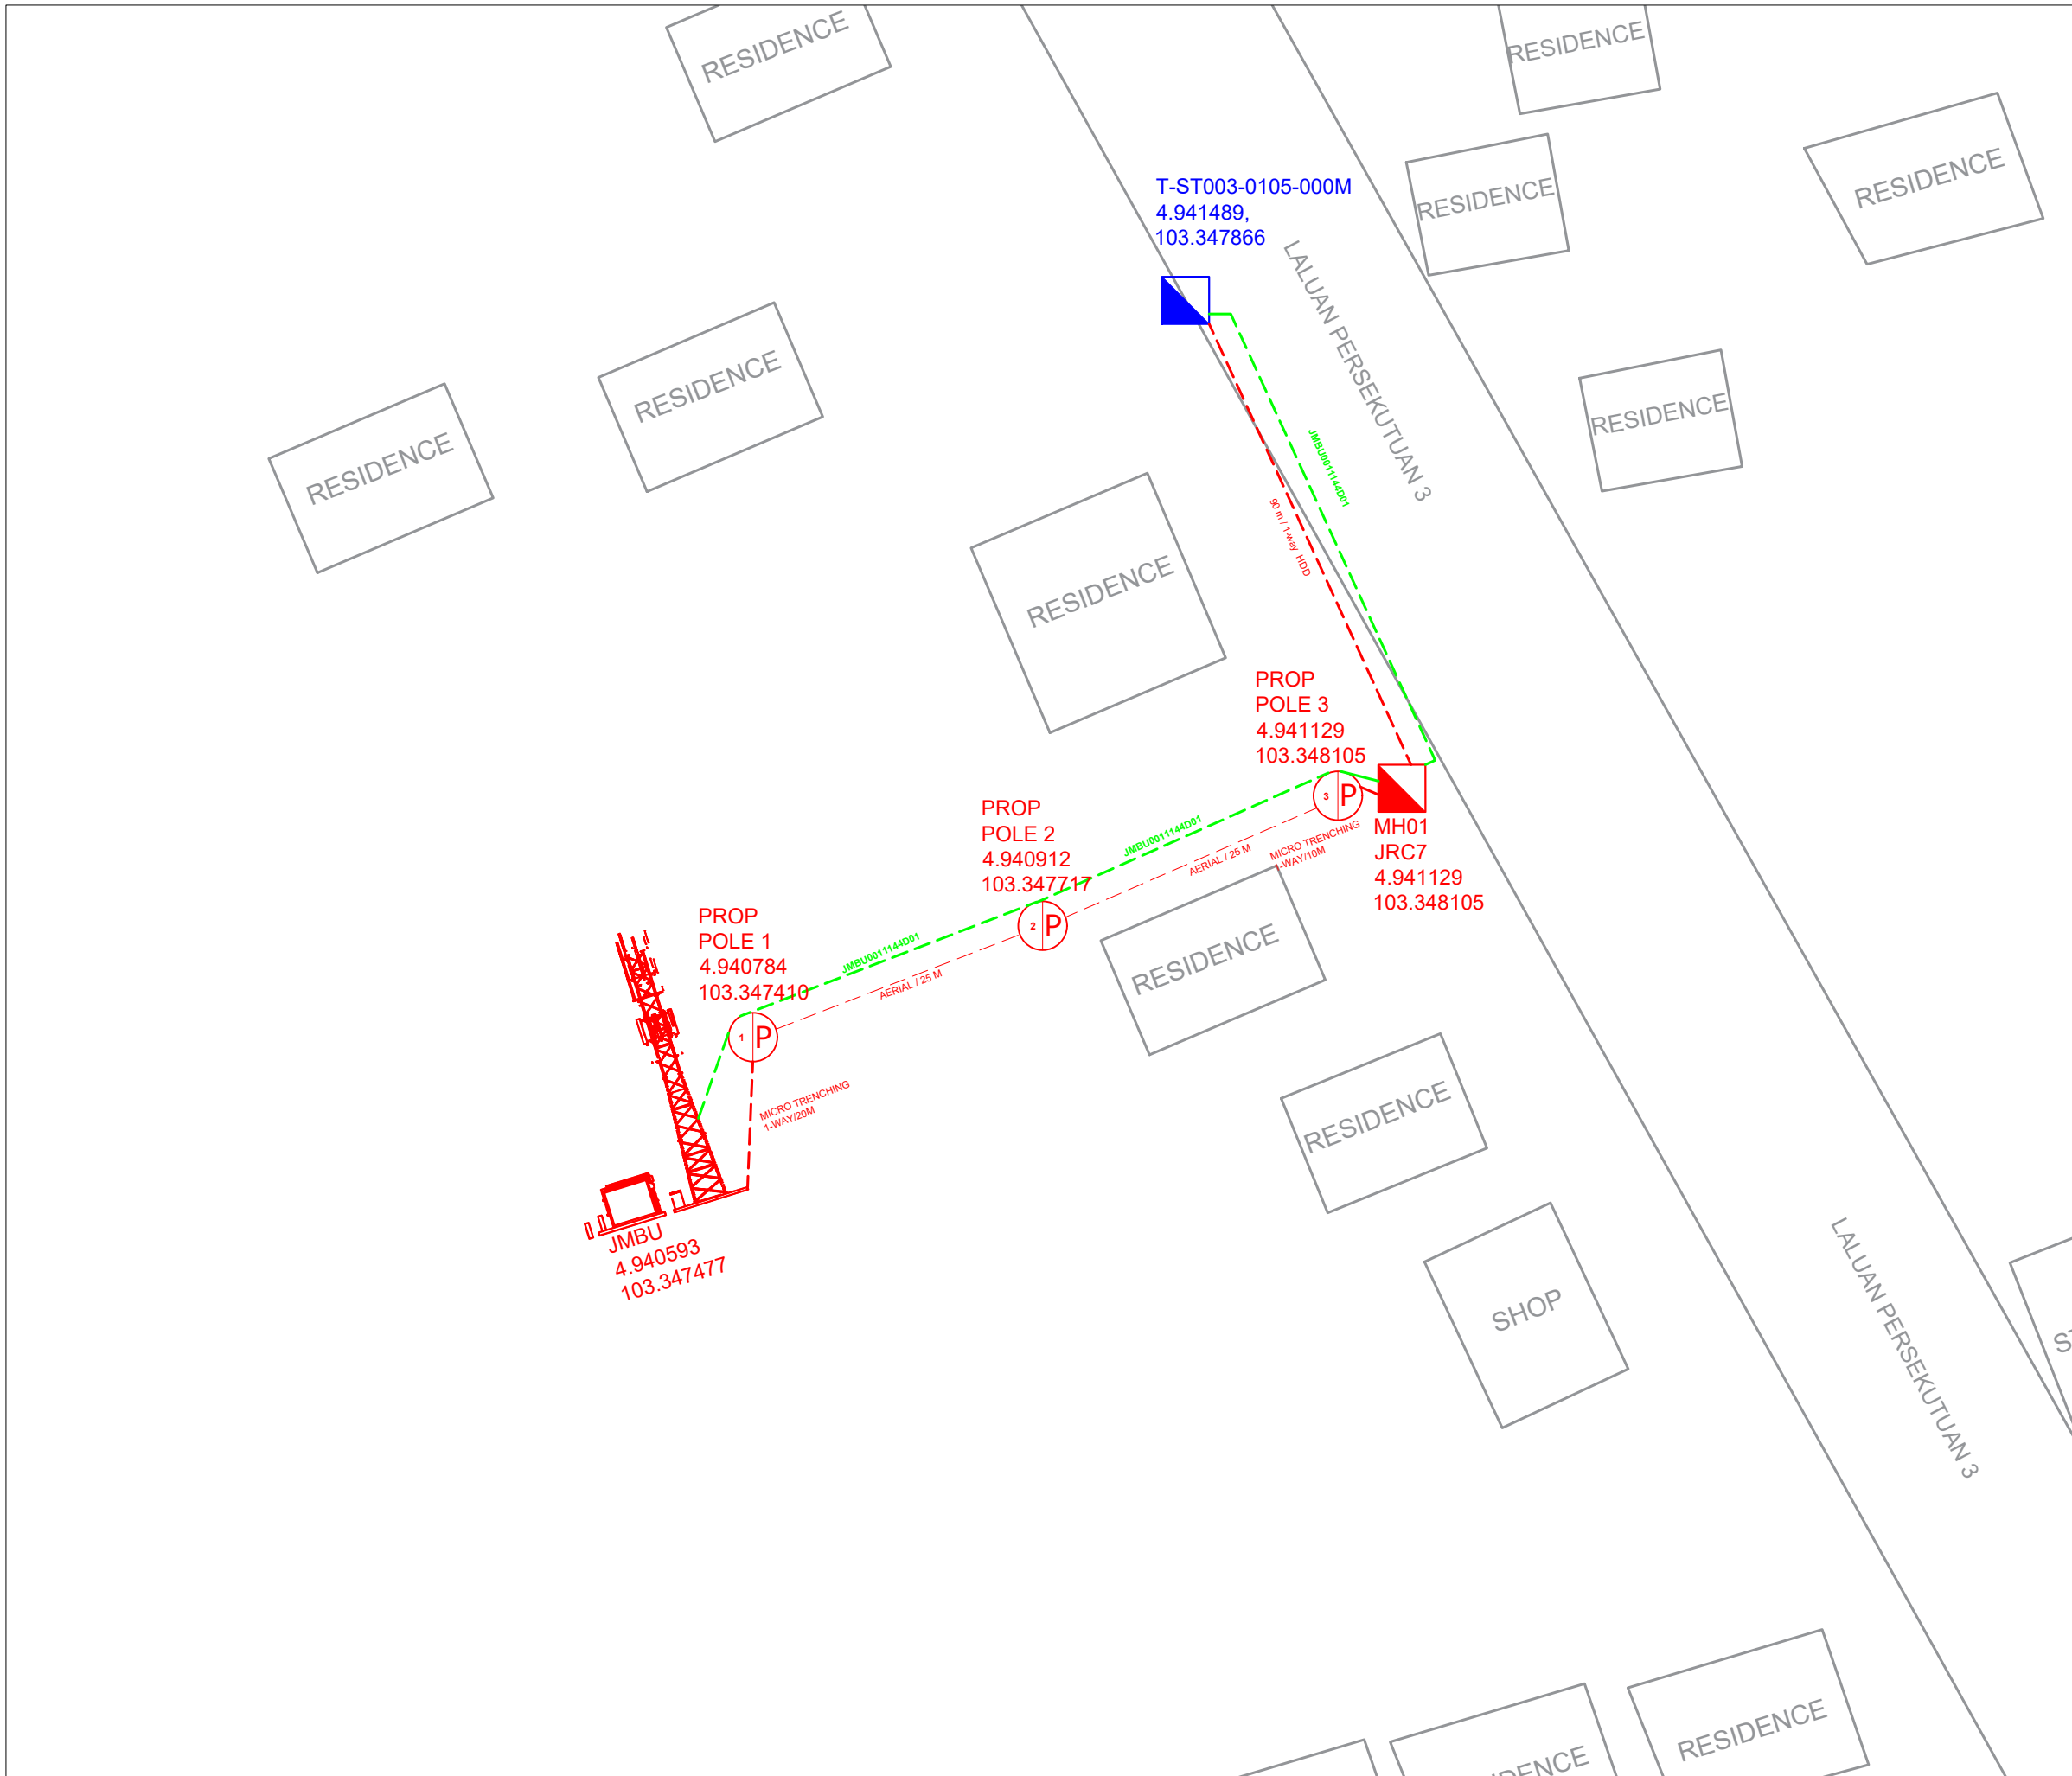 RESIDENCE
RESIDENCE
RESIDENCE
RESIDENCE
T-ST003-0105-000M
4.941489,
103.347866
LALUAN PERSEKUTUAN 3
RESIDENCE
RESIDENCE
RESIDENCE
JMBU0011144D01
90 m / 1-way HDD
RESIDENCE
PROP
POLE 3
4.941129
103.348105
PROP
POLE 2
4.940912
103.347717
JMBU0011144D01
3 P
MICRO TRENCHING
1-WAY/10M
AERIAL / 25 M
MH01
JRC7
4.941129
103.348105
PROP
POLE 1
4.940784
103.347410
JMBU0011144D01
2 P
AERIAL / 25 M
RESIDENCE
1 P
MICRO TRENCHING
1-WAY/20M
RESIDENCE
JMBU
4.940593
103.347477
SHOP
LALUAN PERSEKUTUAN 3
RESIDENCE